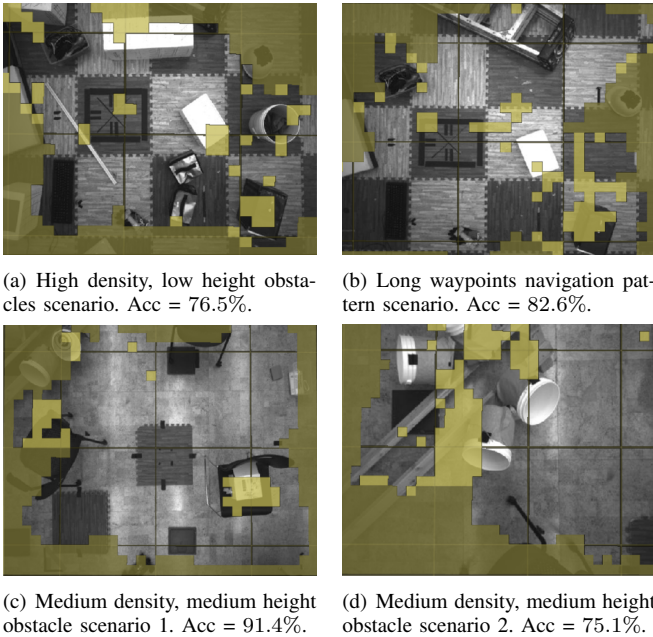 (a) High density, low height obsta-
cles scenario. Acc = 76.5%.
(b) Long waypoints navigation pat-
tern scenario. Acc = 82.6%.
(c) Medium density, medium height
obstacle scenario 1. Acc = 91.4%.
(d) Medium density, medium height
obstacle scenario 2. Acc = 75.1%.